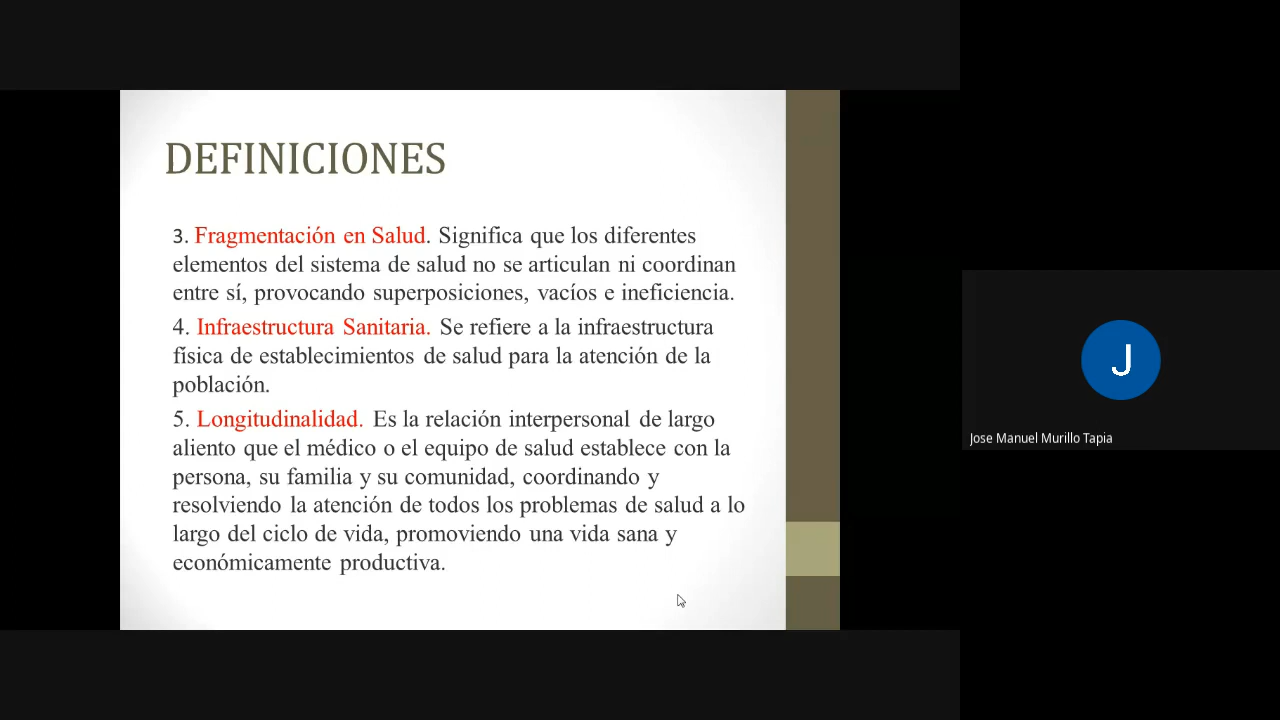 DEFINICIONES
3. Fragmentación en Salud. Significa que los diferentes
elementos del sistema de salud no se articulan ni coordinan
entre sí, provocando superposiciones, vacíos e ineficiencia.
4. Infraestructura Sanitaria. Se refiere a la infraestructura
física de establecimientos de salud para la atención de la
población.
5. Longitudinalidad. Es la relación interpersonal de largo
aliento que el médico o el equipo de salud establece con la
persona, su familia y su comunidad, coordinando y
resolviendo la atención de todos los problemas de salud a lo
largo del ciclo de vida, promoviendo una vida sana y
económicamente productiva.
J
Jose Manuel Murillo Tapia